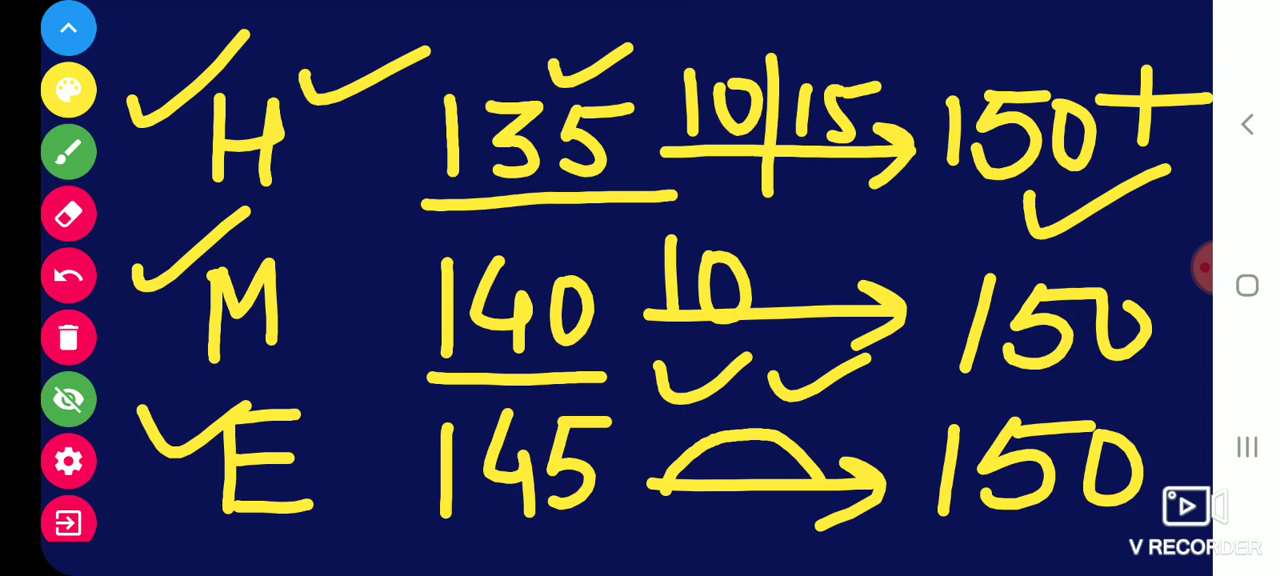 H 135 10|15 → 150+
M 140 10 → 150
E 145 → 150
V RECORDER